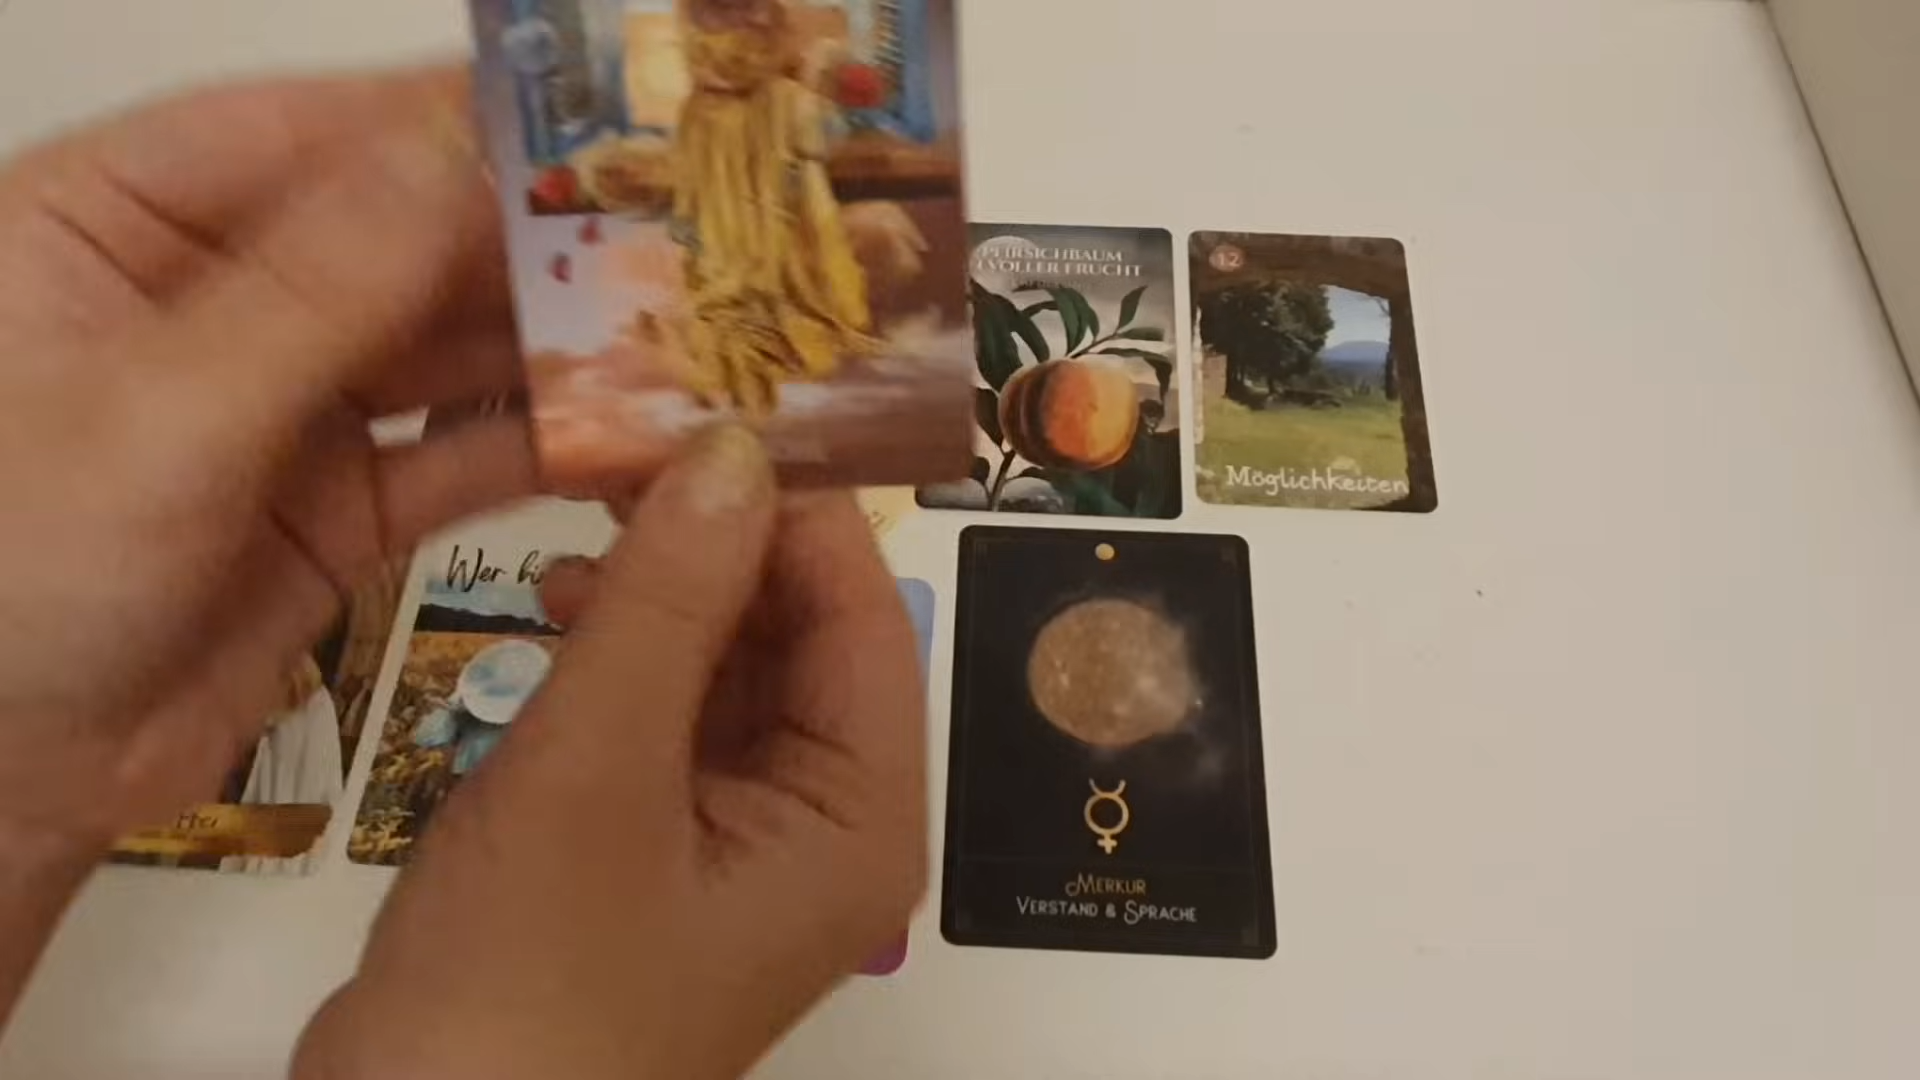 PFIRSICHBAUM
VOLLER FRUCHT
12
Möglichkeiten
Wer
MERKUR
VERSTAND & SPRACHE